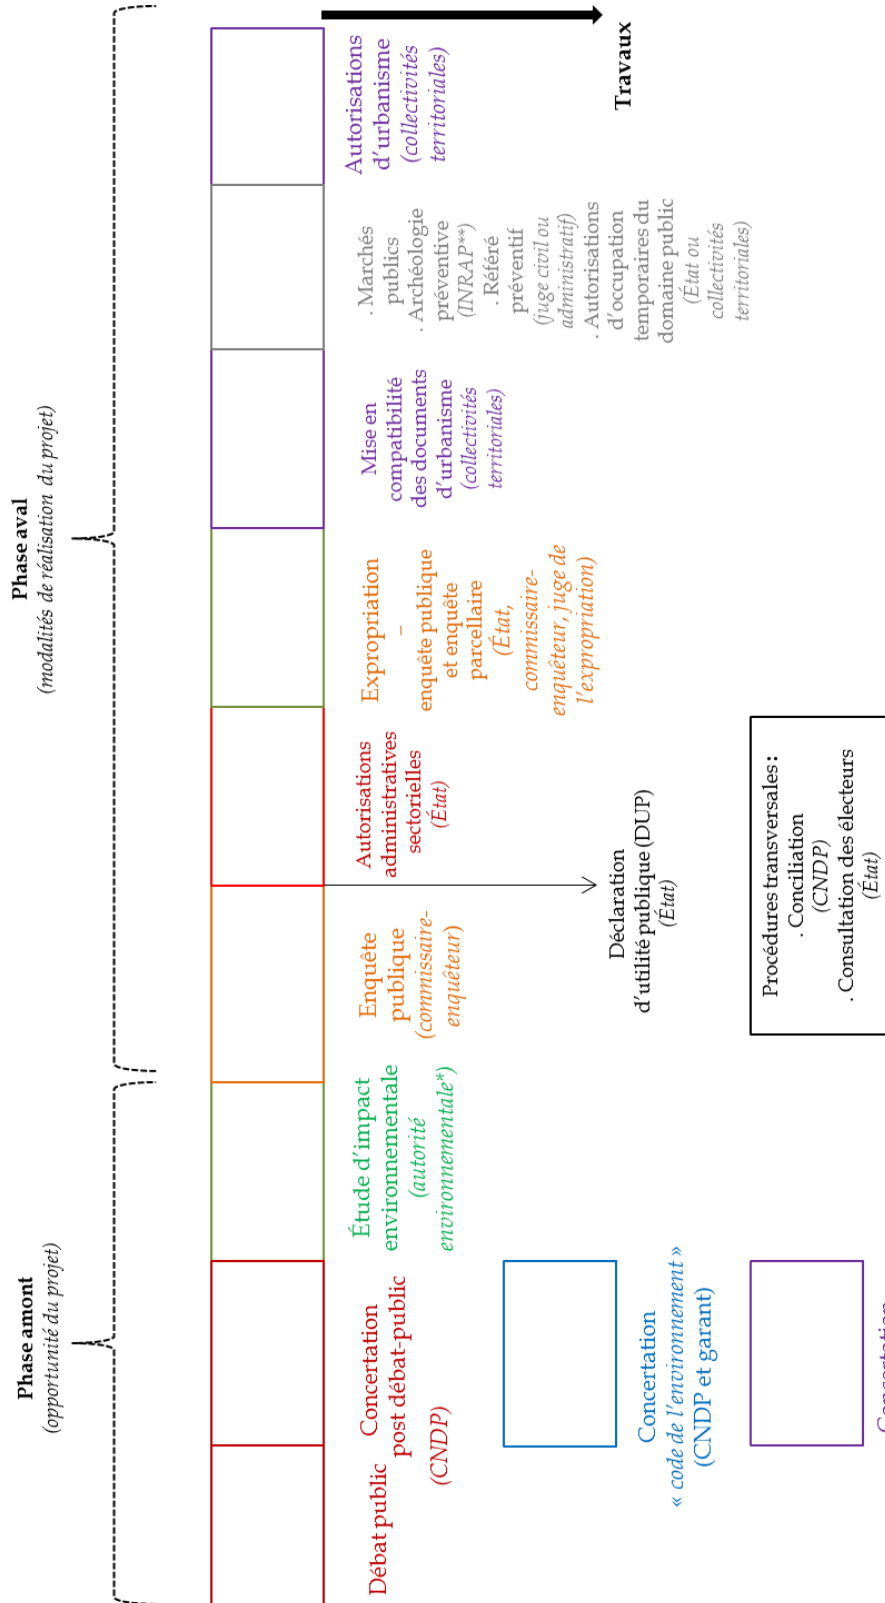 Phase amont
(opportunité du projet)
Phase aval
(modalités de réalisation du projet)
Débat public
Concertation
post débat-public
(CNDP)
Étude d'impact
environnementale
(autorité
environnementale*)
Enquête
publique
(commissaire-
enquêteur)
Autorisations
administratives
sectorielles
(État)
Expropriation
–
enquête publique
et enquête
parcellaire
(État,
commissaire-
enquêteur, juge de
l'expropriation)
Mise en
compatibilité
des documents
d'urbanisme
(collectivités
territoriales)
. Marchés
publics
. Archéologie
préventive
(INRAP**)
. Référé
préventif
(juge civil ou
administratif)
. Autorisations
d'occupation
temporaires du
domaine public
(État ou
collectivités
territoriales)
Autorisations
d'urbanisme
(collectivités
territoriales)
Travaux
Concertation
« code de l'environnement »
(CNDP et garant)
Déclaration
d'utilité publique (DUP)
(État)
Concertation
Procédures transversales :
. Conciliation
(CNDP)
. Consultation des électeurs
(État)